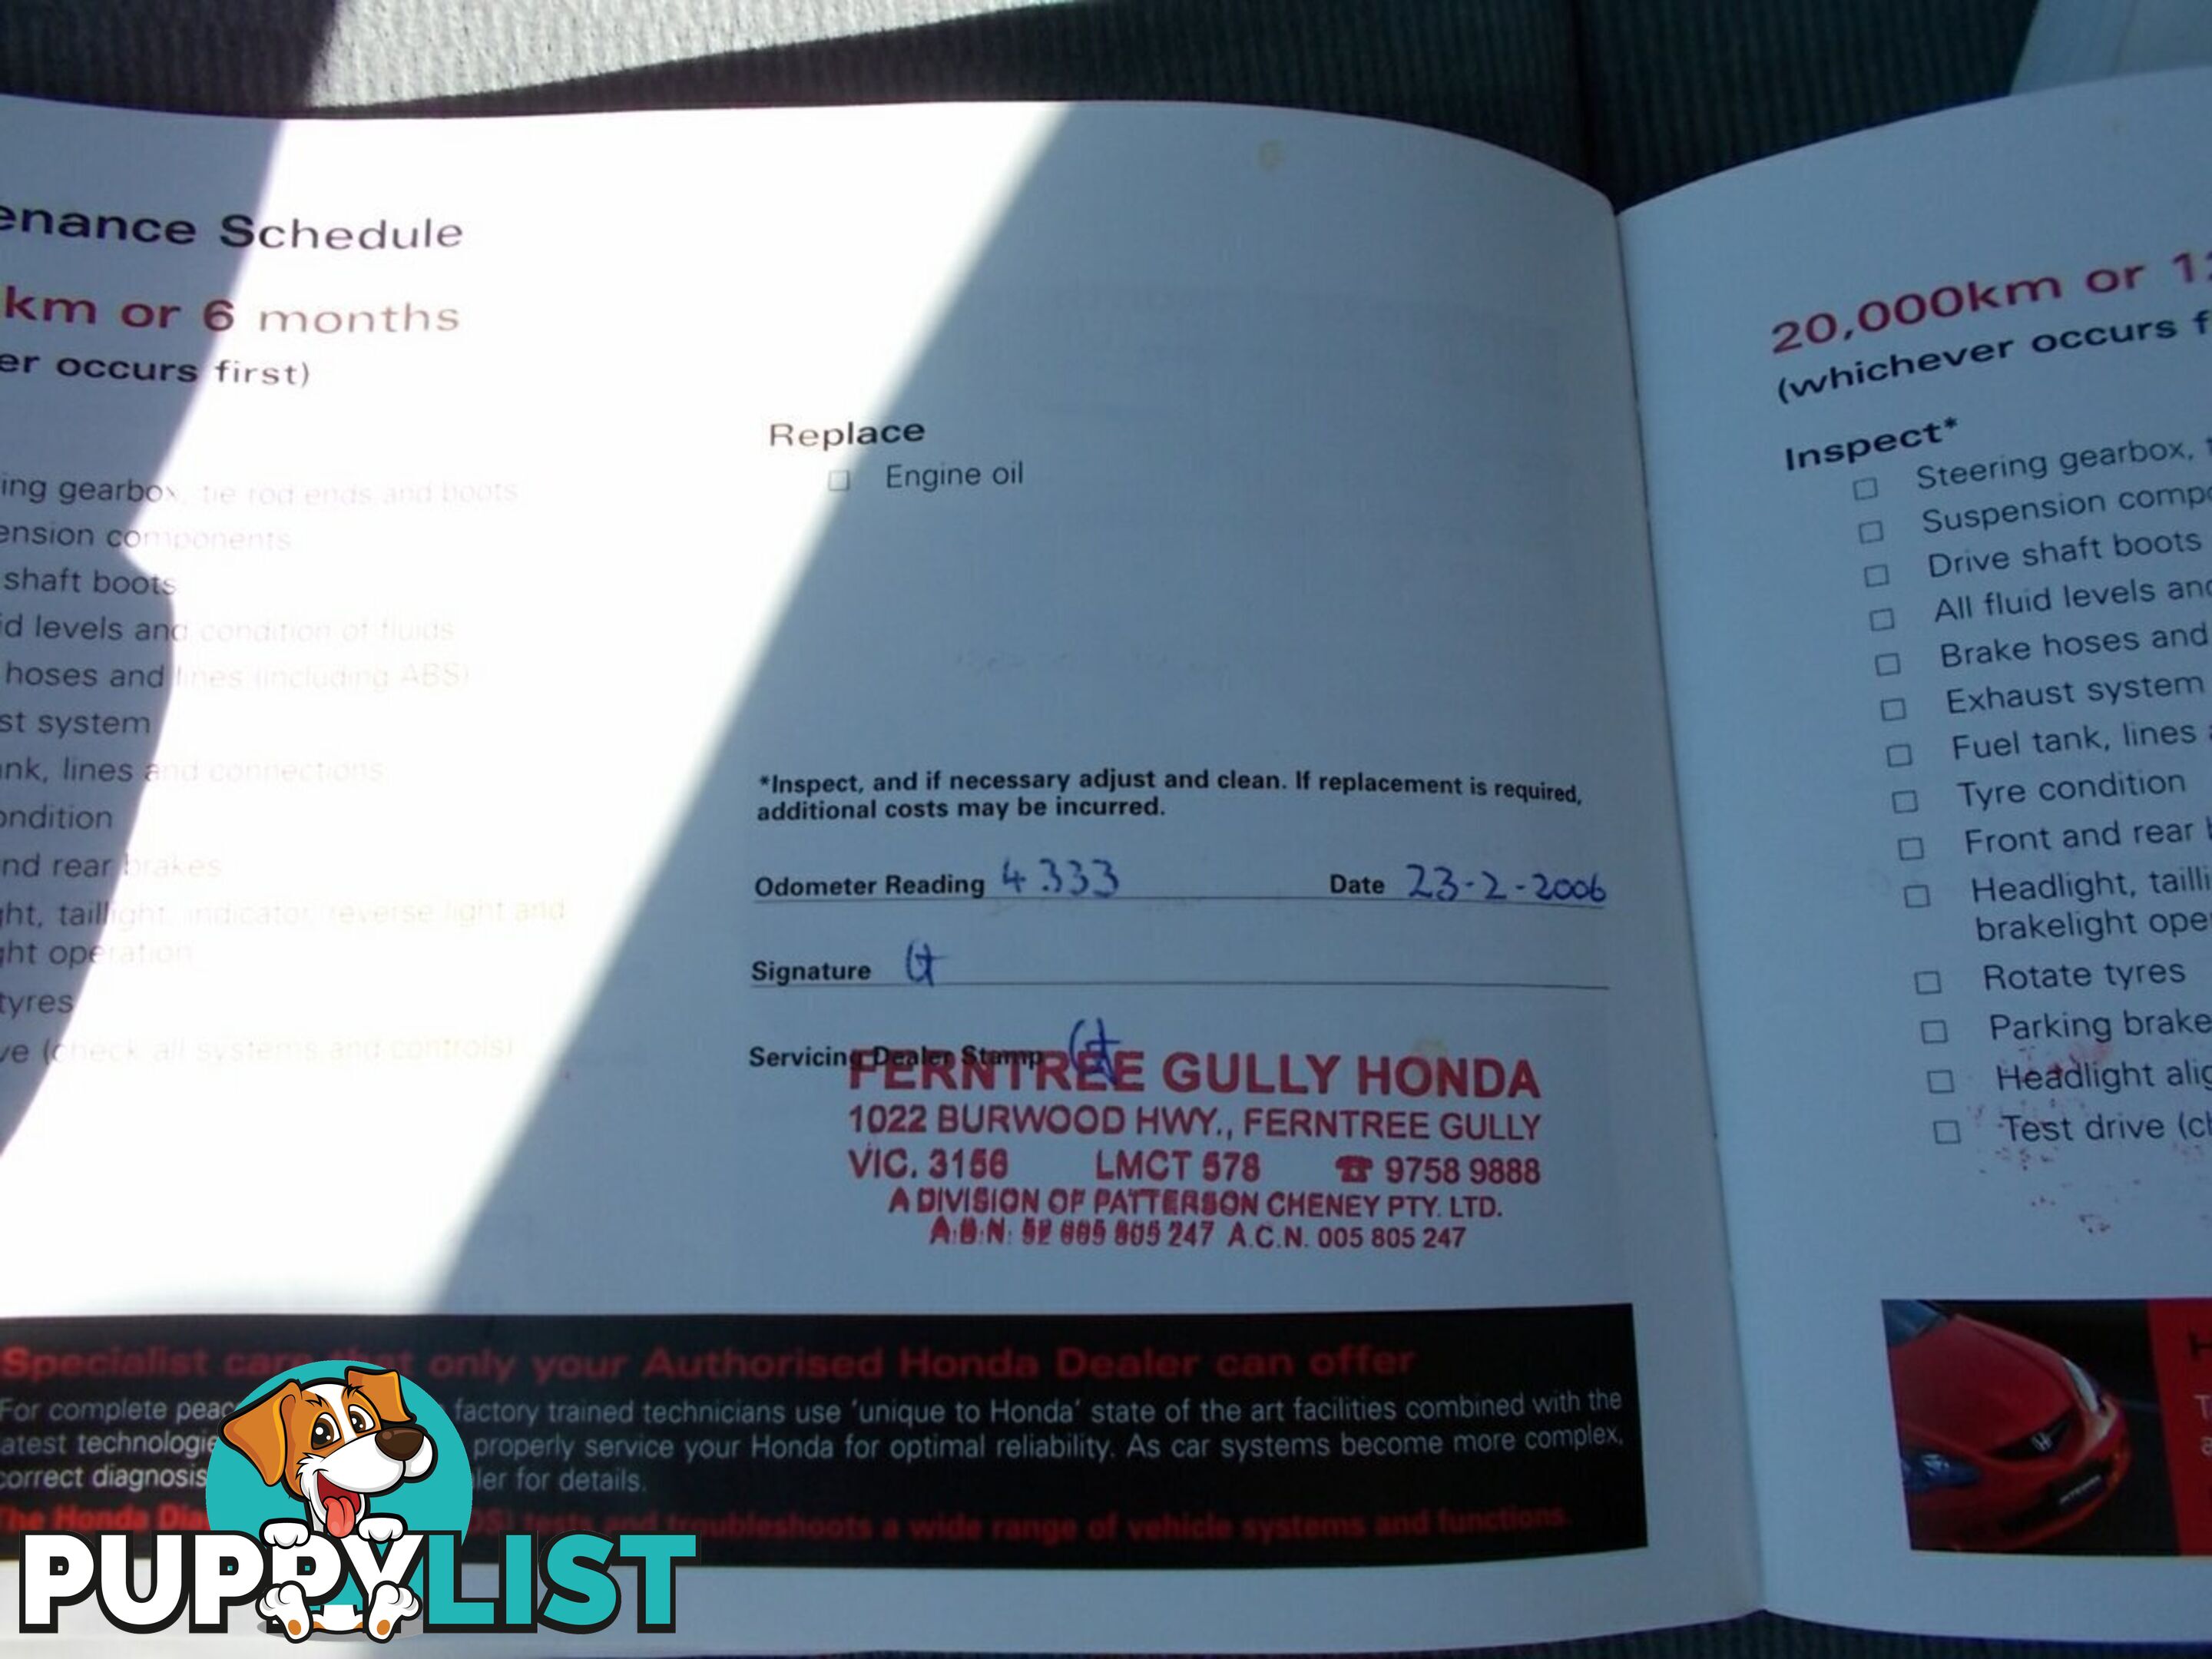 enance Schedule
km or 6 months
er occurs first)
ing gearbox, tie rod ends and boots
ension components
shaft boots
id levels and condition of fluids
hoses and lines (including ABS)
st system
nk, lines and connections
ondition
nd rear brakes
ht, taillight, indicator, reverse light and
ht operation
tyres
ve (check all systems and controls)
Replace
Engine oil
*Inspect, and if necessary adjust and clean. If replacement is required,
additional costs may be incurred.
Odometer Reading 4333 Date 23-2-2006
Signature
Servicing Dealer Stamp
FERNTREE GULLY HONDA
1022 BURWOOD HWY., FERNTREE GULLY
VIC. 3156 LMCT 578 ☎ 9758 9888
A DIVISION OF PATTERSON CHENEY PTY. LTD.
A.B.N. 52 005 805 247 A.C.N. 005 805 247
Specialist care that only your Authorised Honda Dealer can offer
For complete peac factory trained technicians use 'unique to Honda' state of the art facilities combined with the
atest technologie properly service your Honda for optimal reliability. As car systems become more complex,
correct diagnosis ler for details.
he Honda Dia DS) tests and troubleshoots a wide range of vehicle systems and functions.
20,000km or 12
(whichever occurs f
Inspect*
Steering gearbox, t
Suspension compo
Drive shaft boots
All fluid levels and
Brake hoses and
Exhaust system
Fuel tank, lines a
Tyre condition
Front and rear b
Headlight, tailli
brakelight ope
Rotate tyres
Parking brake
Headlight alig
Test drive (ch
PUPPYLIST